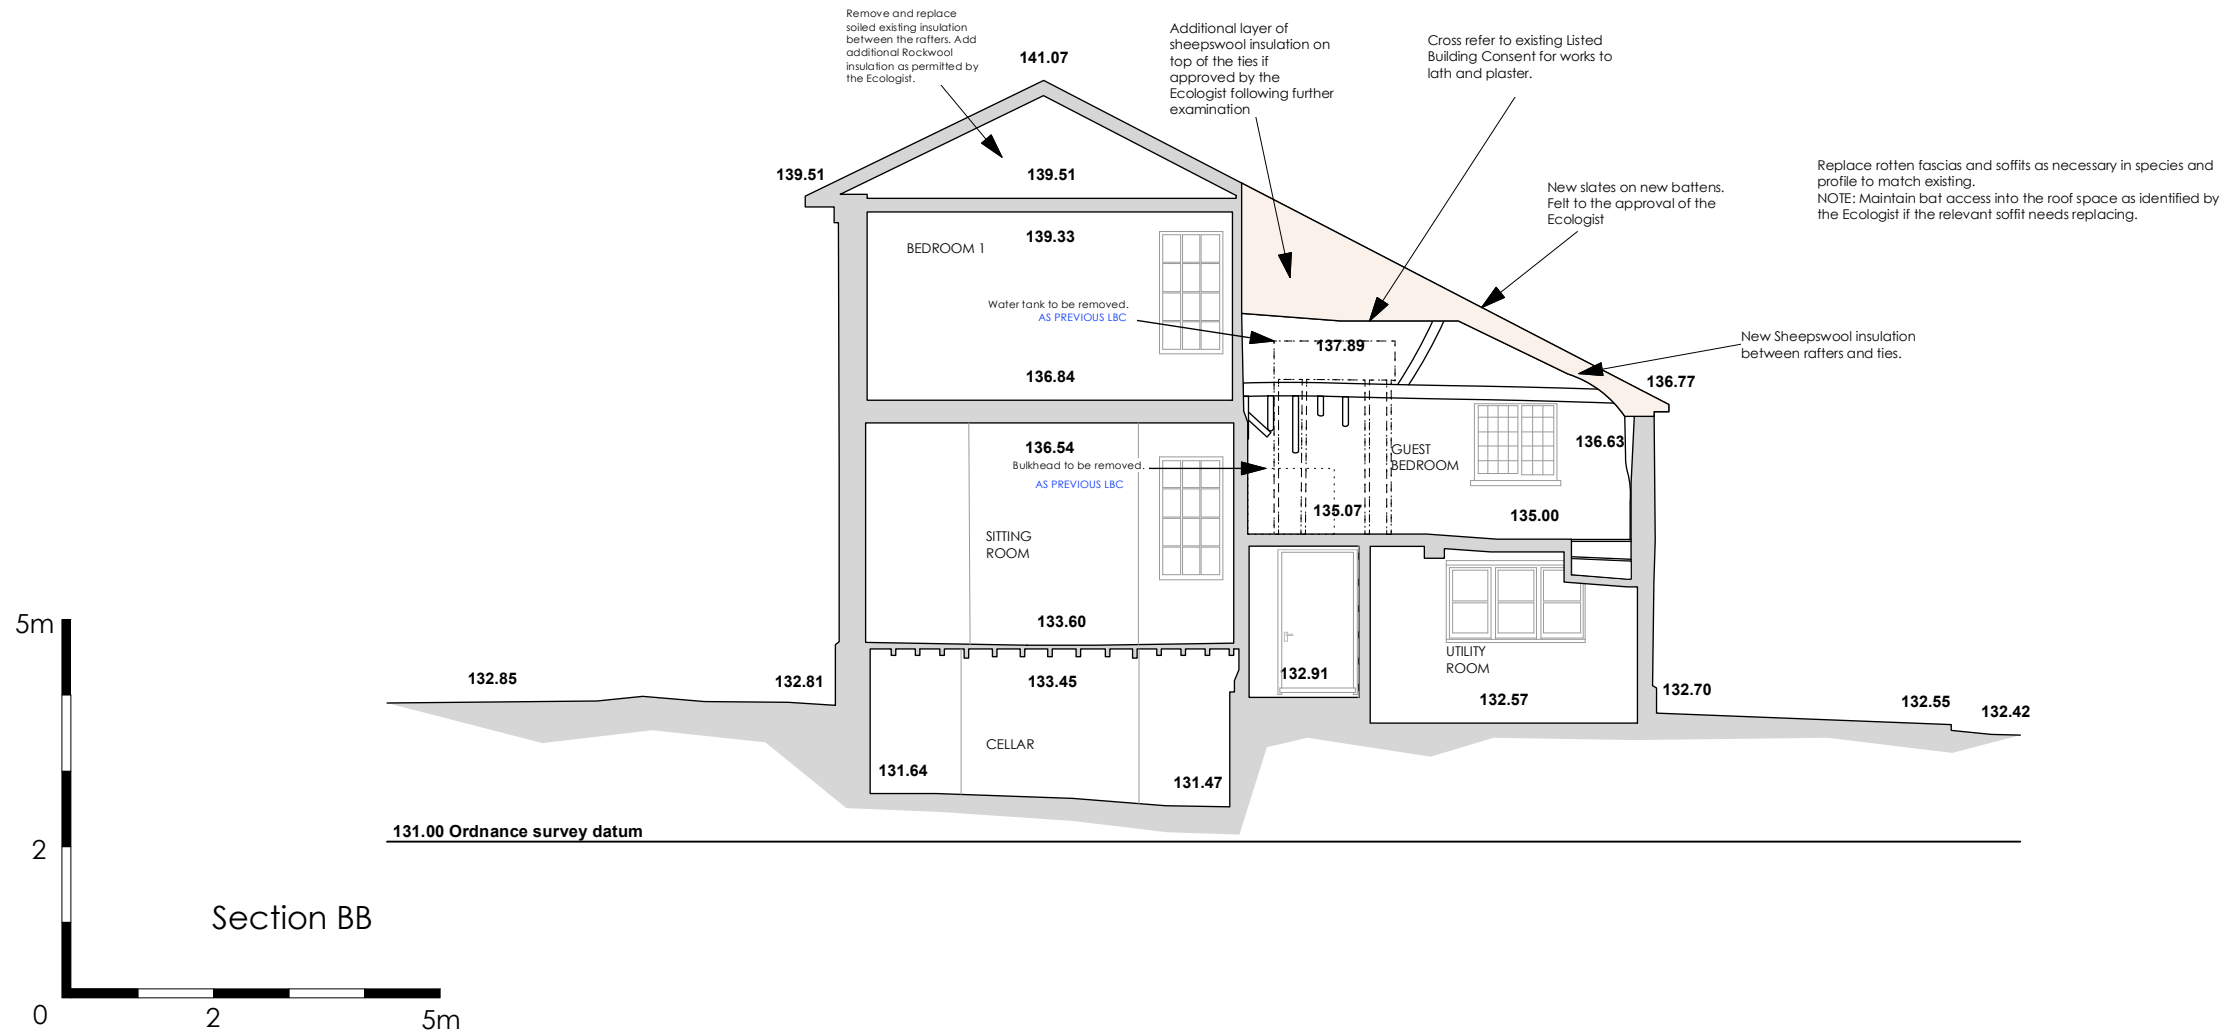 Remove and replace
soiled existing insulation
between the rafters. Add
additional Rockwool
insulation as permitted by
the Ecologist.
141.07
Additional layer of
sheepswool insulation on
top of the ties if
approved by the
Ecologist following further
examination
Cross refer to existing Listed
Building Consent for works to
lath and plaster.
Replace rotten fascias and soffits as necessary in species and
profile to match existing.
NOTE: Maintain bat access into the roof space as identified by
the Ecologist if the relevant soffit needs replacing.
New slates on new battens.
Felt to the approval of the
Ecologist
139.51
139.51
139.33
BEDROOM 1
Water tank to be removed.
AS PREVIOUS LBC
137.89
New Sheepswool insulation
between rafters and ties.
136.84
136.77
136.54
Bulkhead to be removed.
AS PREVIOUS LBC
GUEST
BEDROOM
136.63
135.07
135.00
SITTING
ROOM
133.60
5m
132.85
132.81
133.45
132.91
UTILITY
ROOM
132.57
132.70
132.55
132.42
CELLAR
131.64
131.47
131.00 Ordnance survey datum
2
Section BB
0
2
5m